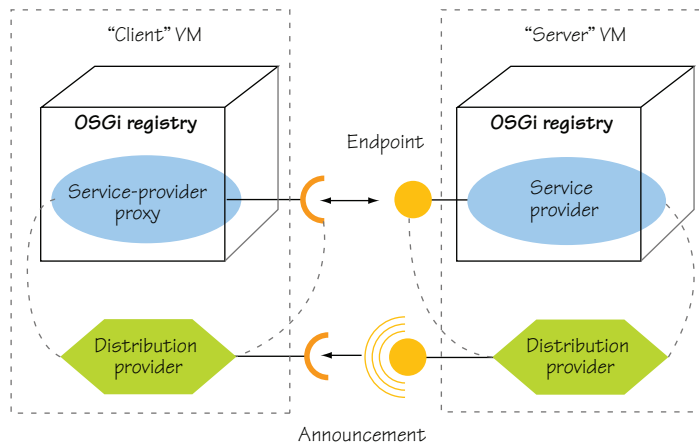 “Client” VM
“Server” VM
OSGi registry
OSGi registry
Endpoint
Service-provider
proxy
Service
provider
Distribution
provider
Distribution
provider
Announcement